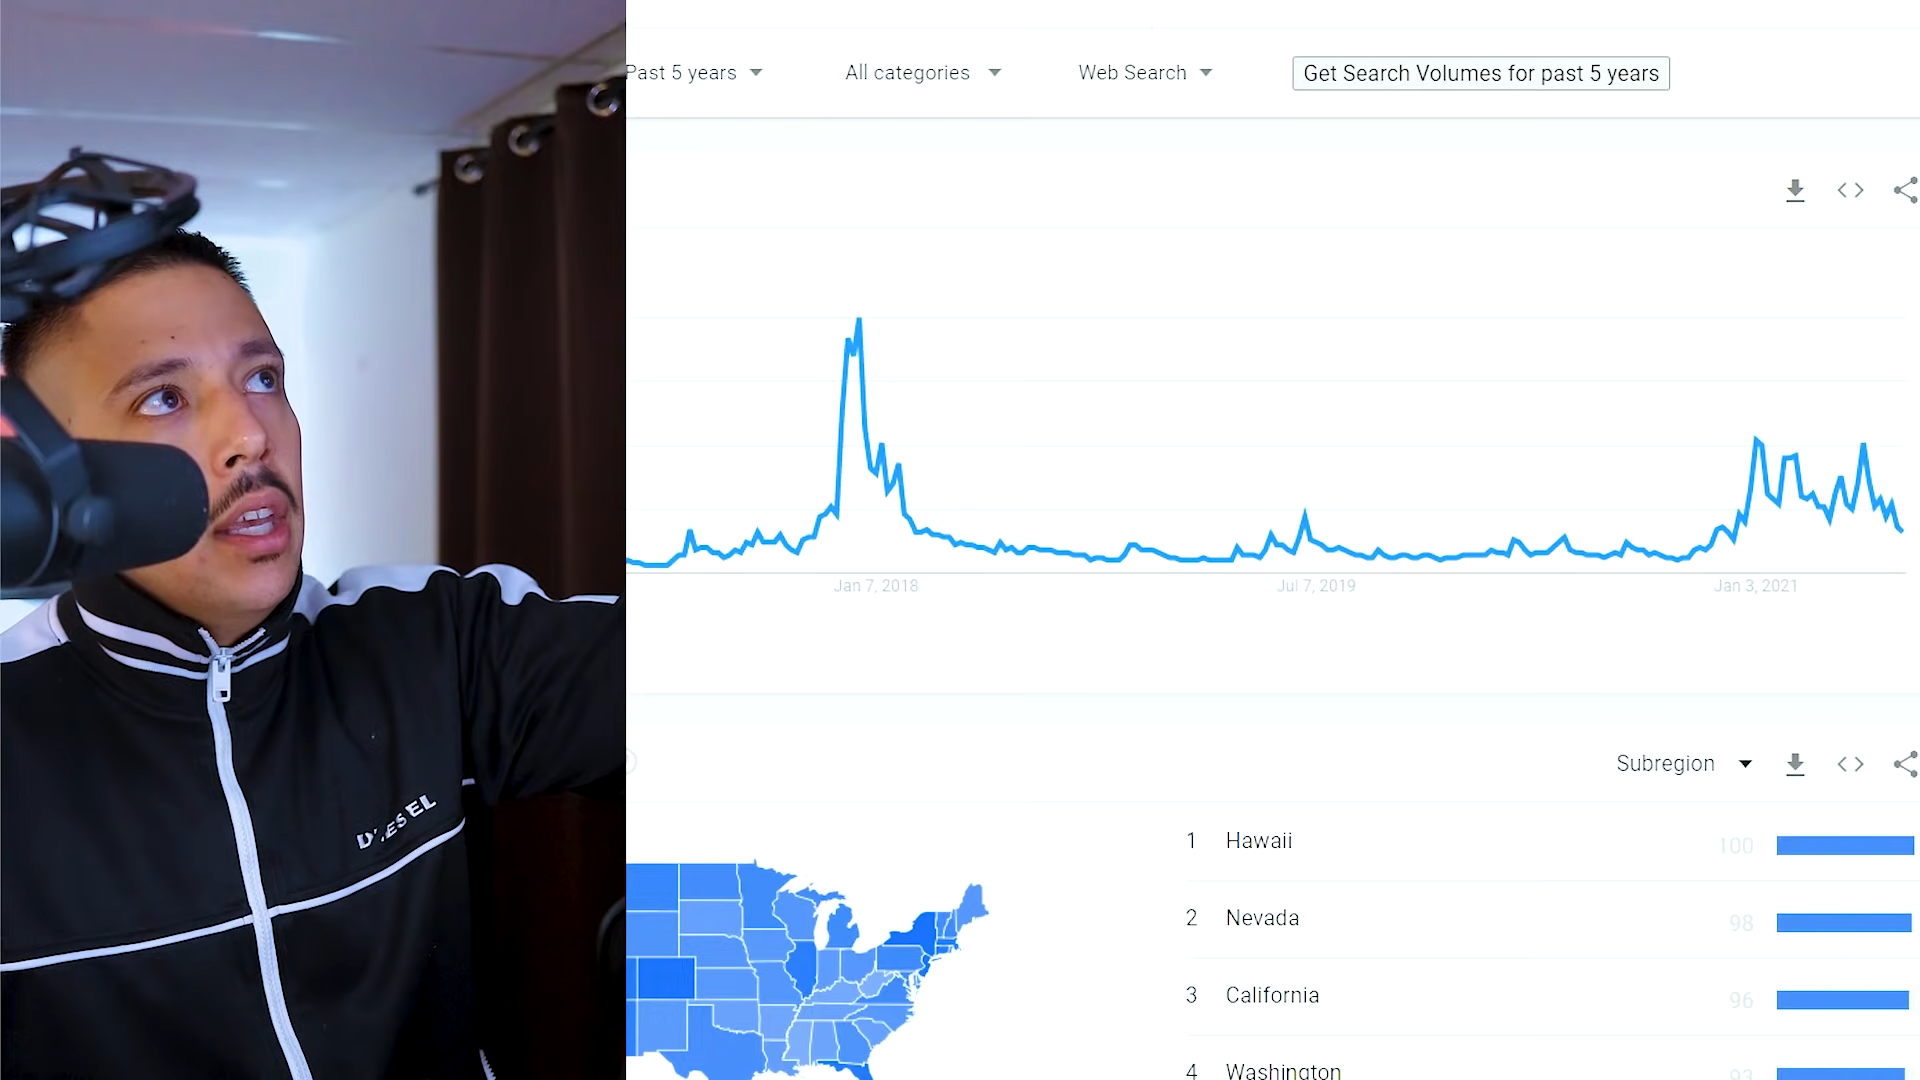 Past 5 years
All categories
Web Search
Get Search Volumes for past 5 years
Jan 7, 2018
Jul 7, 2019
Jan 3, 2021
Subregion
1 Hawaii 100
2 Nevada 98
3 California 96
4 Washington 93
DIESEL